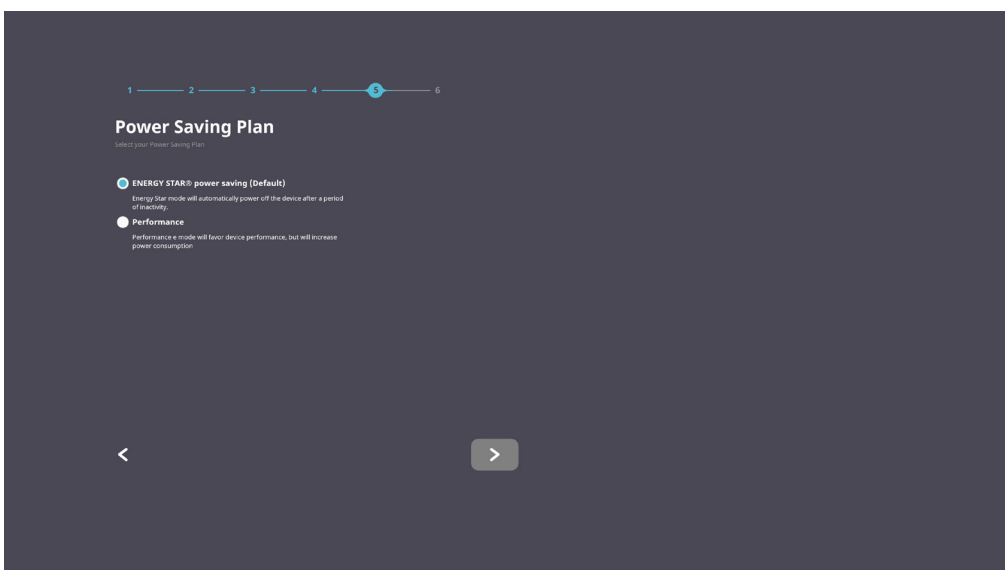 1 2 3 4 5 6
Power Saving Plan
Select your Power Saving Plan
ENERGY STAR® power saving (Default)
Energy Star mode will automatically power off the device after a period
of inactivity.
Performance
Performance e mode will favor device performance, but will increase
power consumption